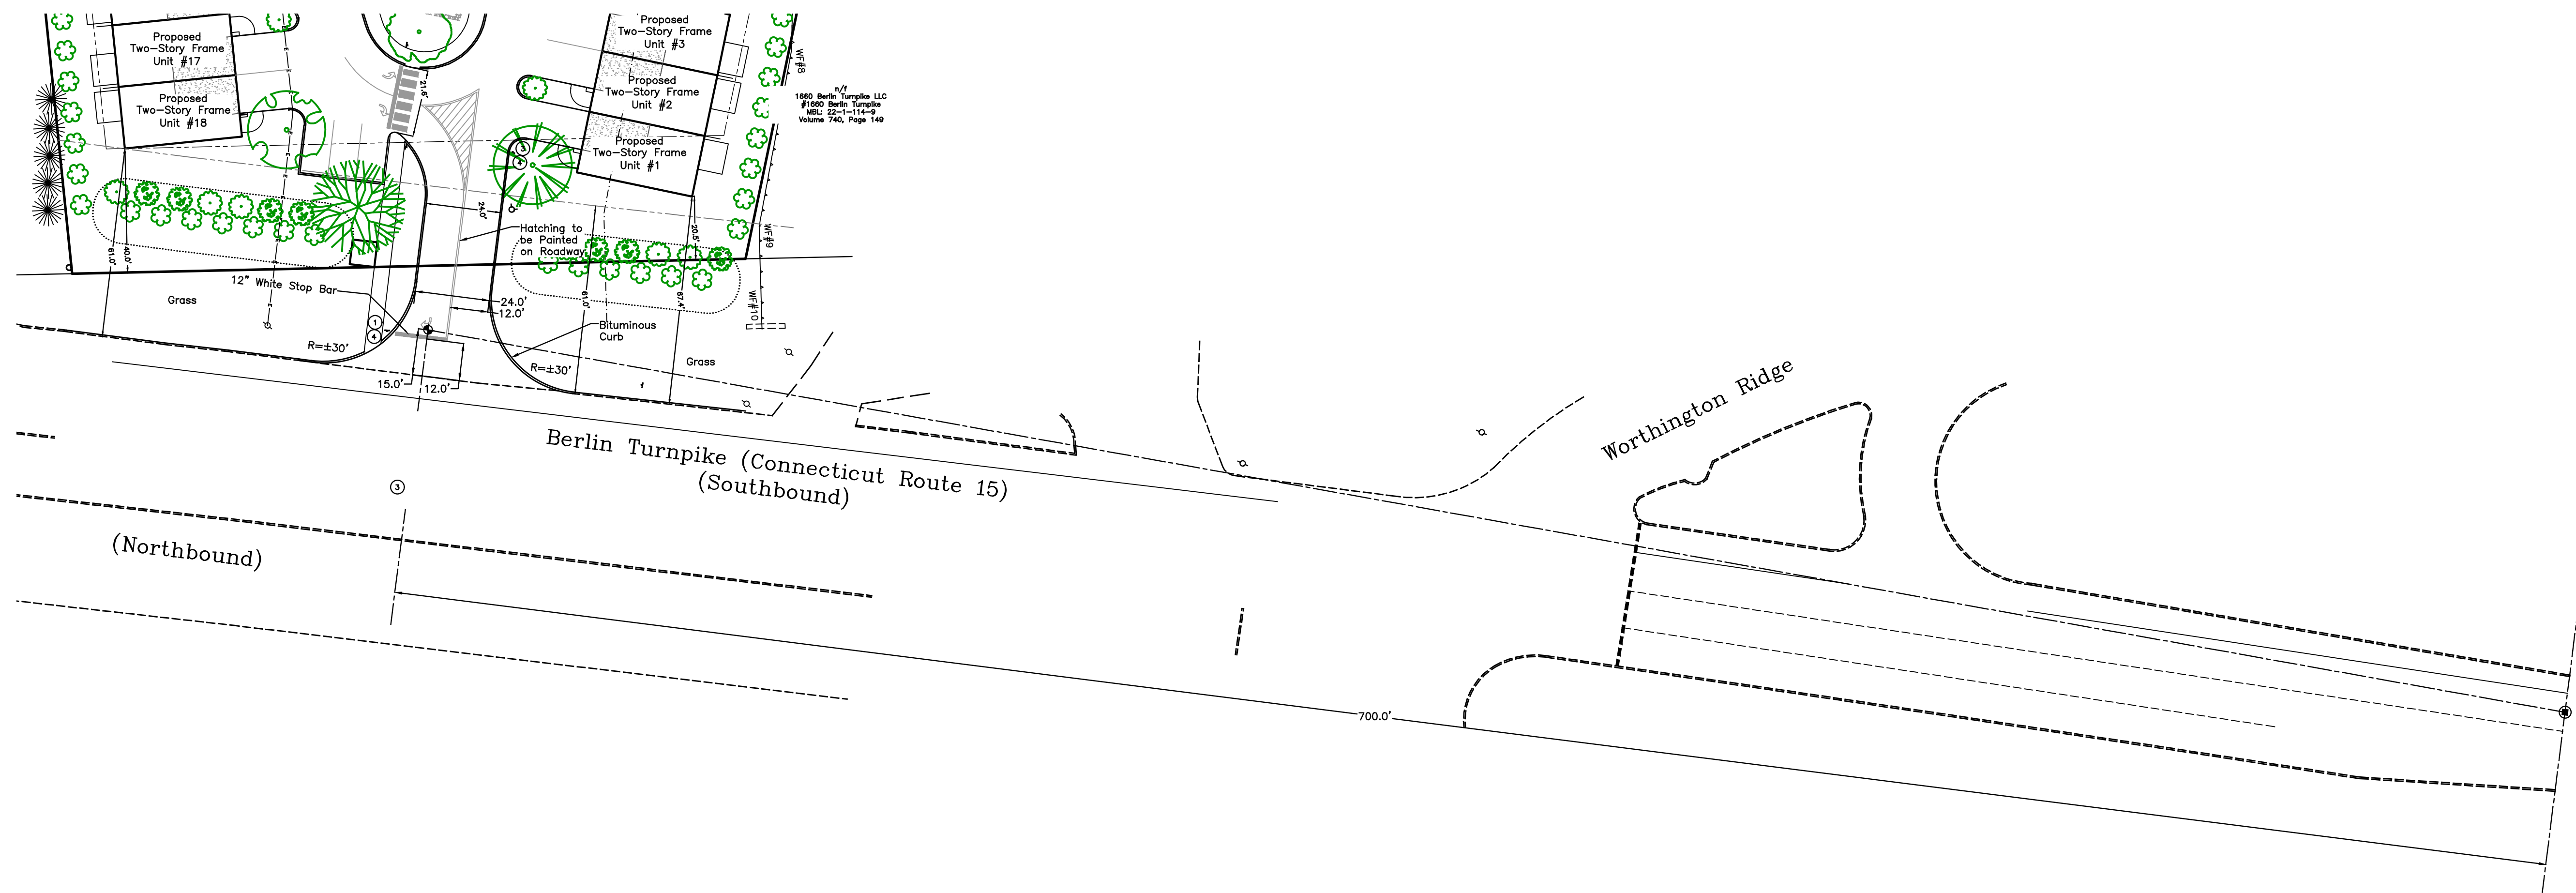 Proposed
Two-Story Frame
Unit #17
Proposed
Two-Story Frame
Unit #18
21.6'
Proposed
Two-Story Frame
Unit #3
Proposed
Two-Story Frame
Unit #2
Proposed
Two-Story Frame
Unit #1
WF#8
n/f
1660 Berlin Turnpike LLC
#1660 Berlin Turnpike
MBL: 22-1-114-9
Volume 740, Page 149
3
4
24.0'
Hatching to
be Painted
on Roadway
20.5'
WF#9
WF#10
61.0'
40.0'
12" White Stop Bar
Grass
24.0'
12.0'
61.0'
67.4'
1
4
Bituminous
Curb
R=±30'
R=±30'
Grass
15.0'
12.0'
Worthington Ridge
Berlin Turnpike (Connecticut Route 15)
(Southbound)
3
(Northbound)
700.0'